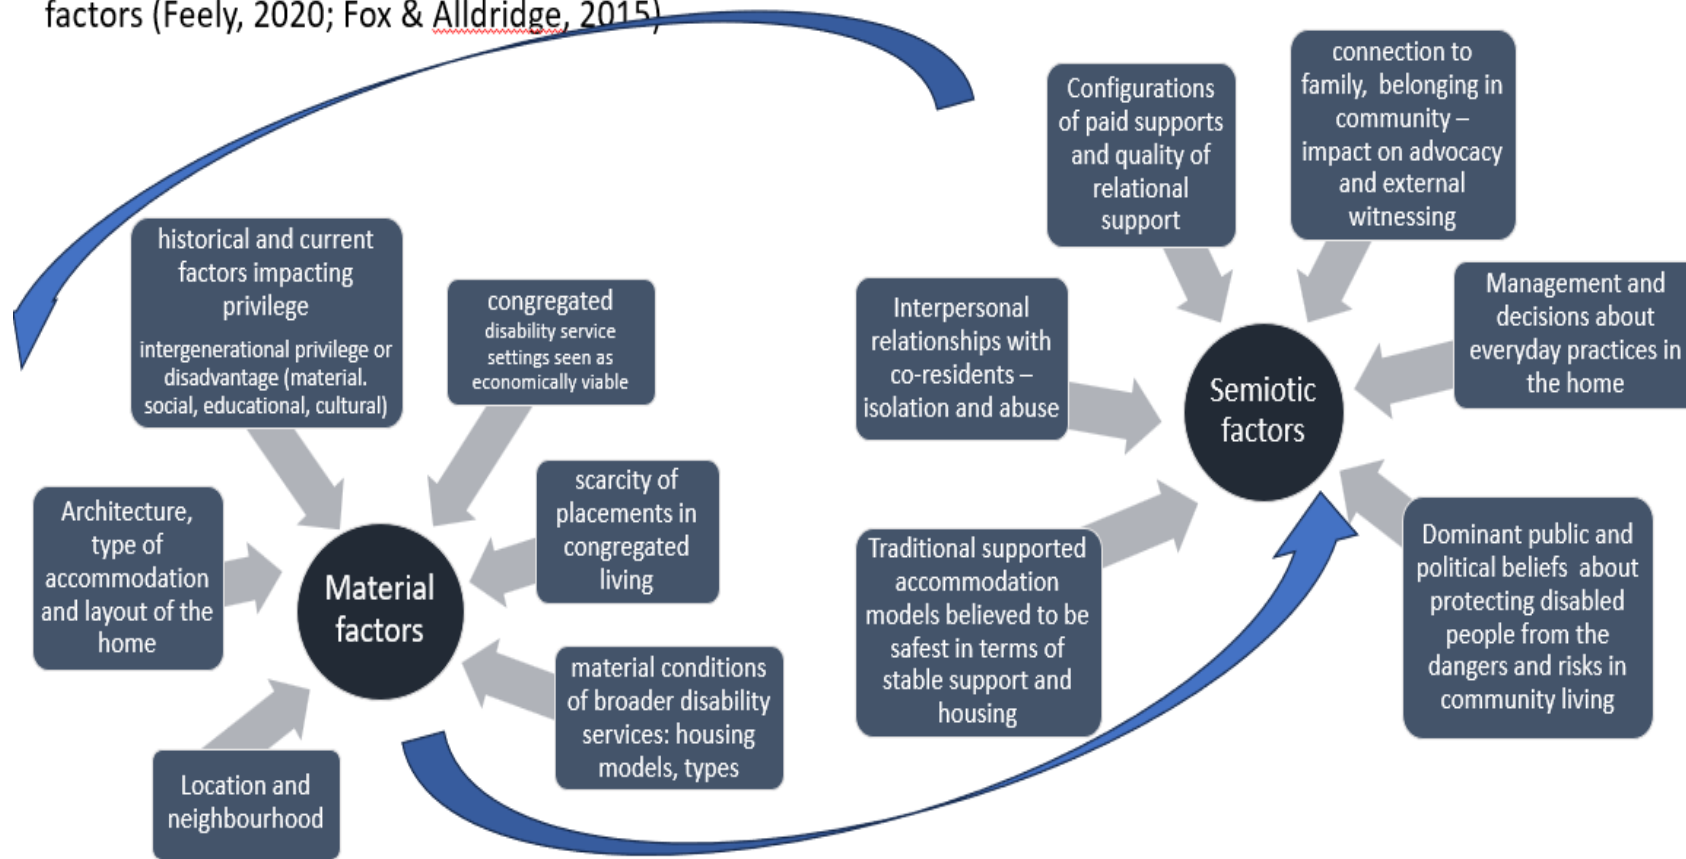 factors (Feely, 2020; Fox & Alldridge, 2015)
historical and current
factors impacting
privilege
intergenerational privilege or
disadvantage (material.
social, educational, cultural)
congregated
disability service
settings seen as
economically viable
Architecture,
type of
accommodation
and layout of the
home
scarcity of
placements in
congregated
living
Material
factors
material conditions
of broader disability
services: housing
models, types
Location and
neighbourhood
Configurations
of paid supports
and quality of
relational
support
connection to
family, belonging in
community –
impact on advocacy
and external
witnessing
Interpersonal
relationships with
co-residents –
isolation and abuse
Management and
decisions about
everyday practices in
the home
Semiotic
factors
Traditional supported
accommodation
models believed to be
safest in terms of
stable support and
housing
Dominant public and
political beliefs about
protecting disabled
people from the
dangers and risks in
community living